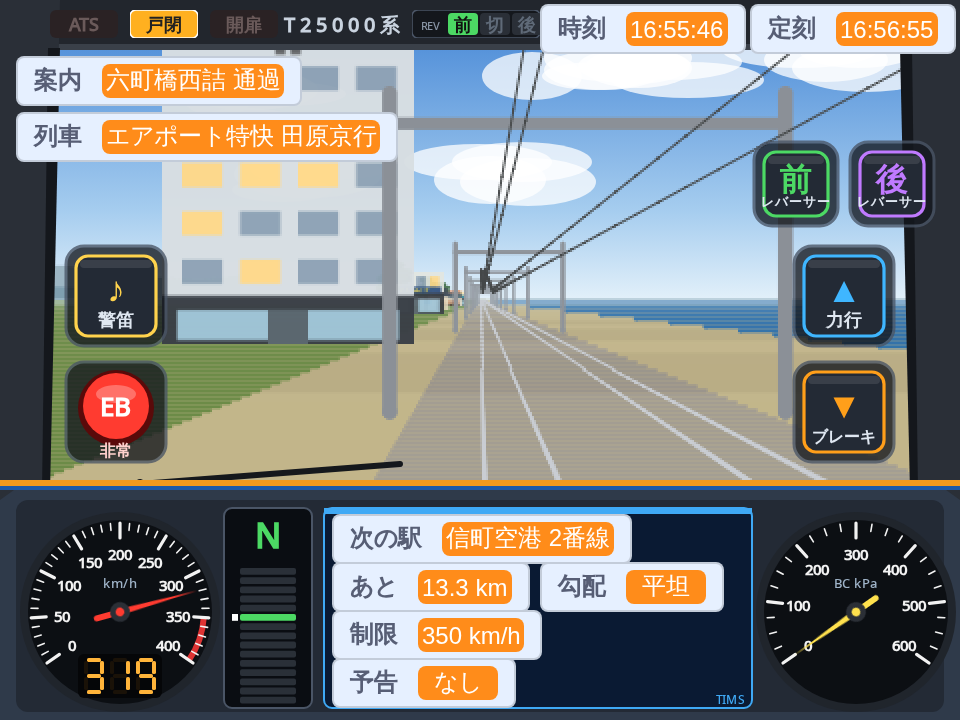 ATS 戸閉 開扉 T25000系 REV 前 切 後
時刻 16:55:46 定刻 16:56:55
案内 六町橋西詰 通過
列車 エアポート特快 田原京行
前 レバーサー
後 レバーサー
♪ 警笛
▲ 力行
EB 非常
▼ ブレーキ
0 50 100 150 200 250 300 350 400 km/h
319
N
次の駅 信町空港 2番線
あと 13.3 km 勾配 平坦
制限 350 km/h
予告 なし
TIMS
0 100 200 300 400 500 600 BC kPa